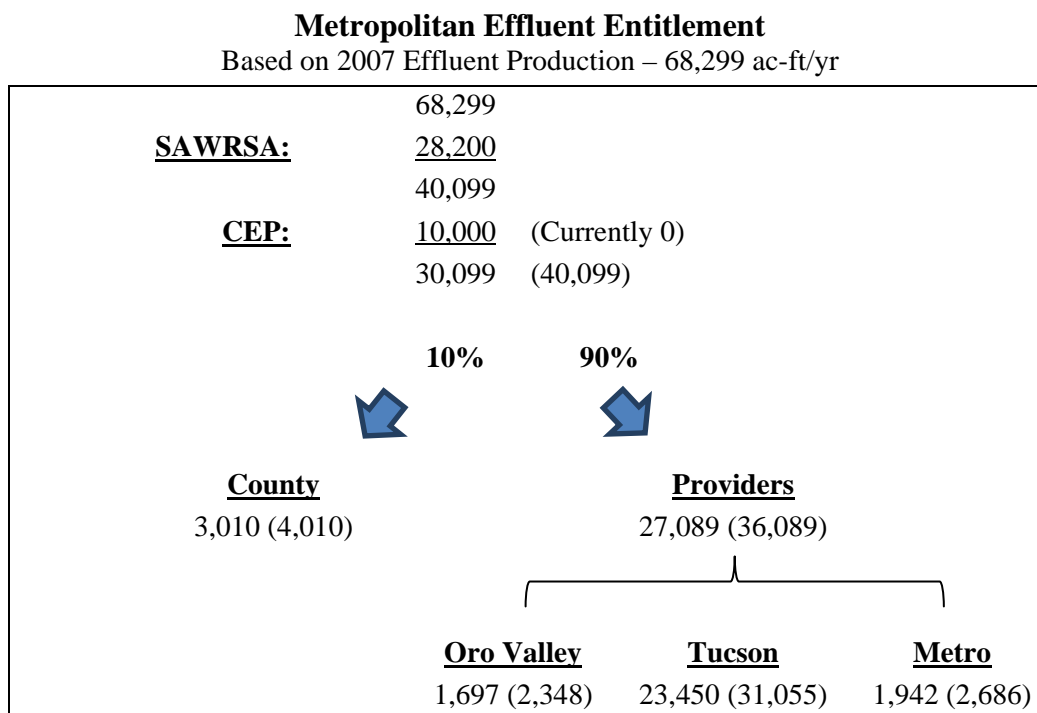 Metropolitan Effluent Entitlement
Based on 2007 Effluent Production – 68,299 ac-ft/yr
68,299
SAWRSA: 28,200
40,099
CEP: 10,000 (Currently 0)
30,099 (40,099)
10% 90%
County Providers
3,010 (4,010) 27,089 (36,089)
Oro Valley Tucson Metro
1,697 (2,348) 23,450 (31,055) 1,942 (2,686)